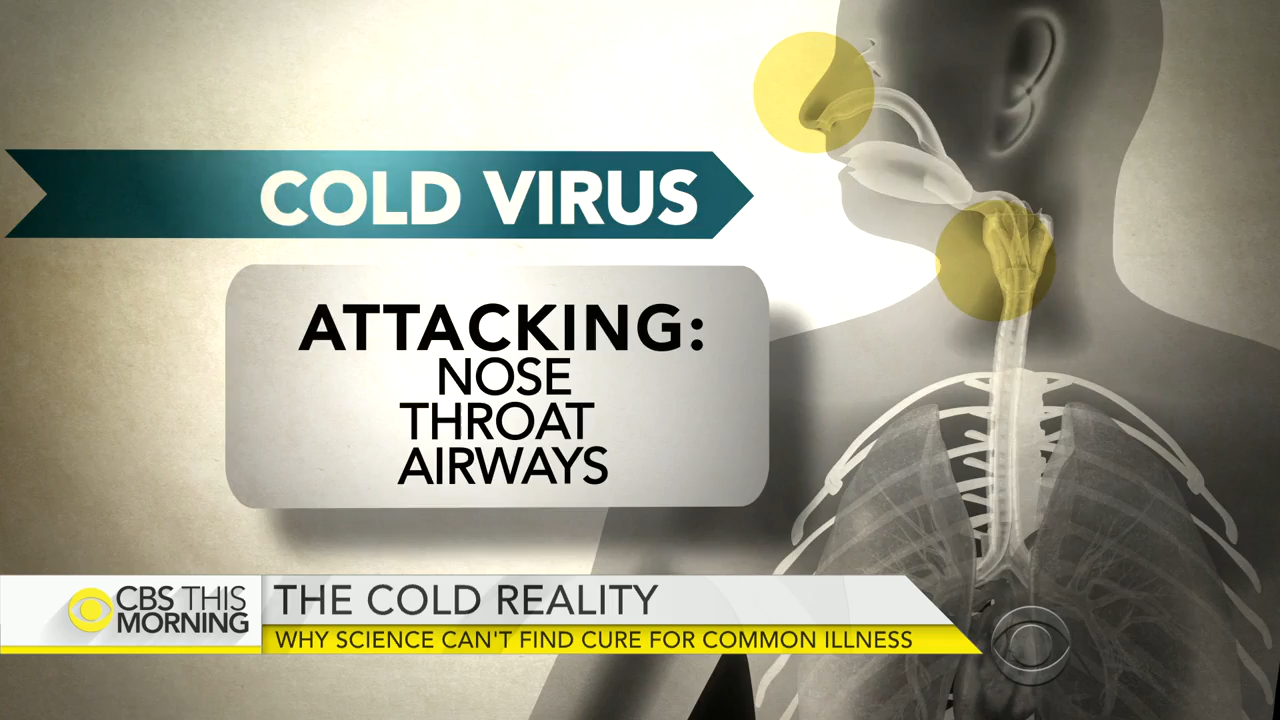 COLD VIRUS
ATTACKING:
NOSE
THROAT
AIRWAYS
CBS THIS
MORNING
THE COLD REALITY
WHY SCIENCE CAN'T FIND CURE FOR COMMON ILLNESS